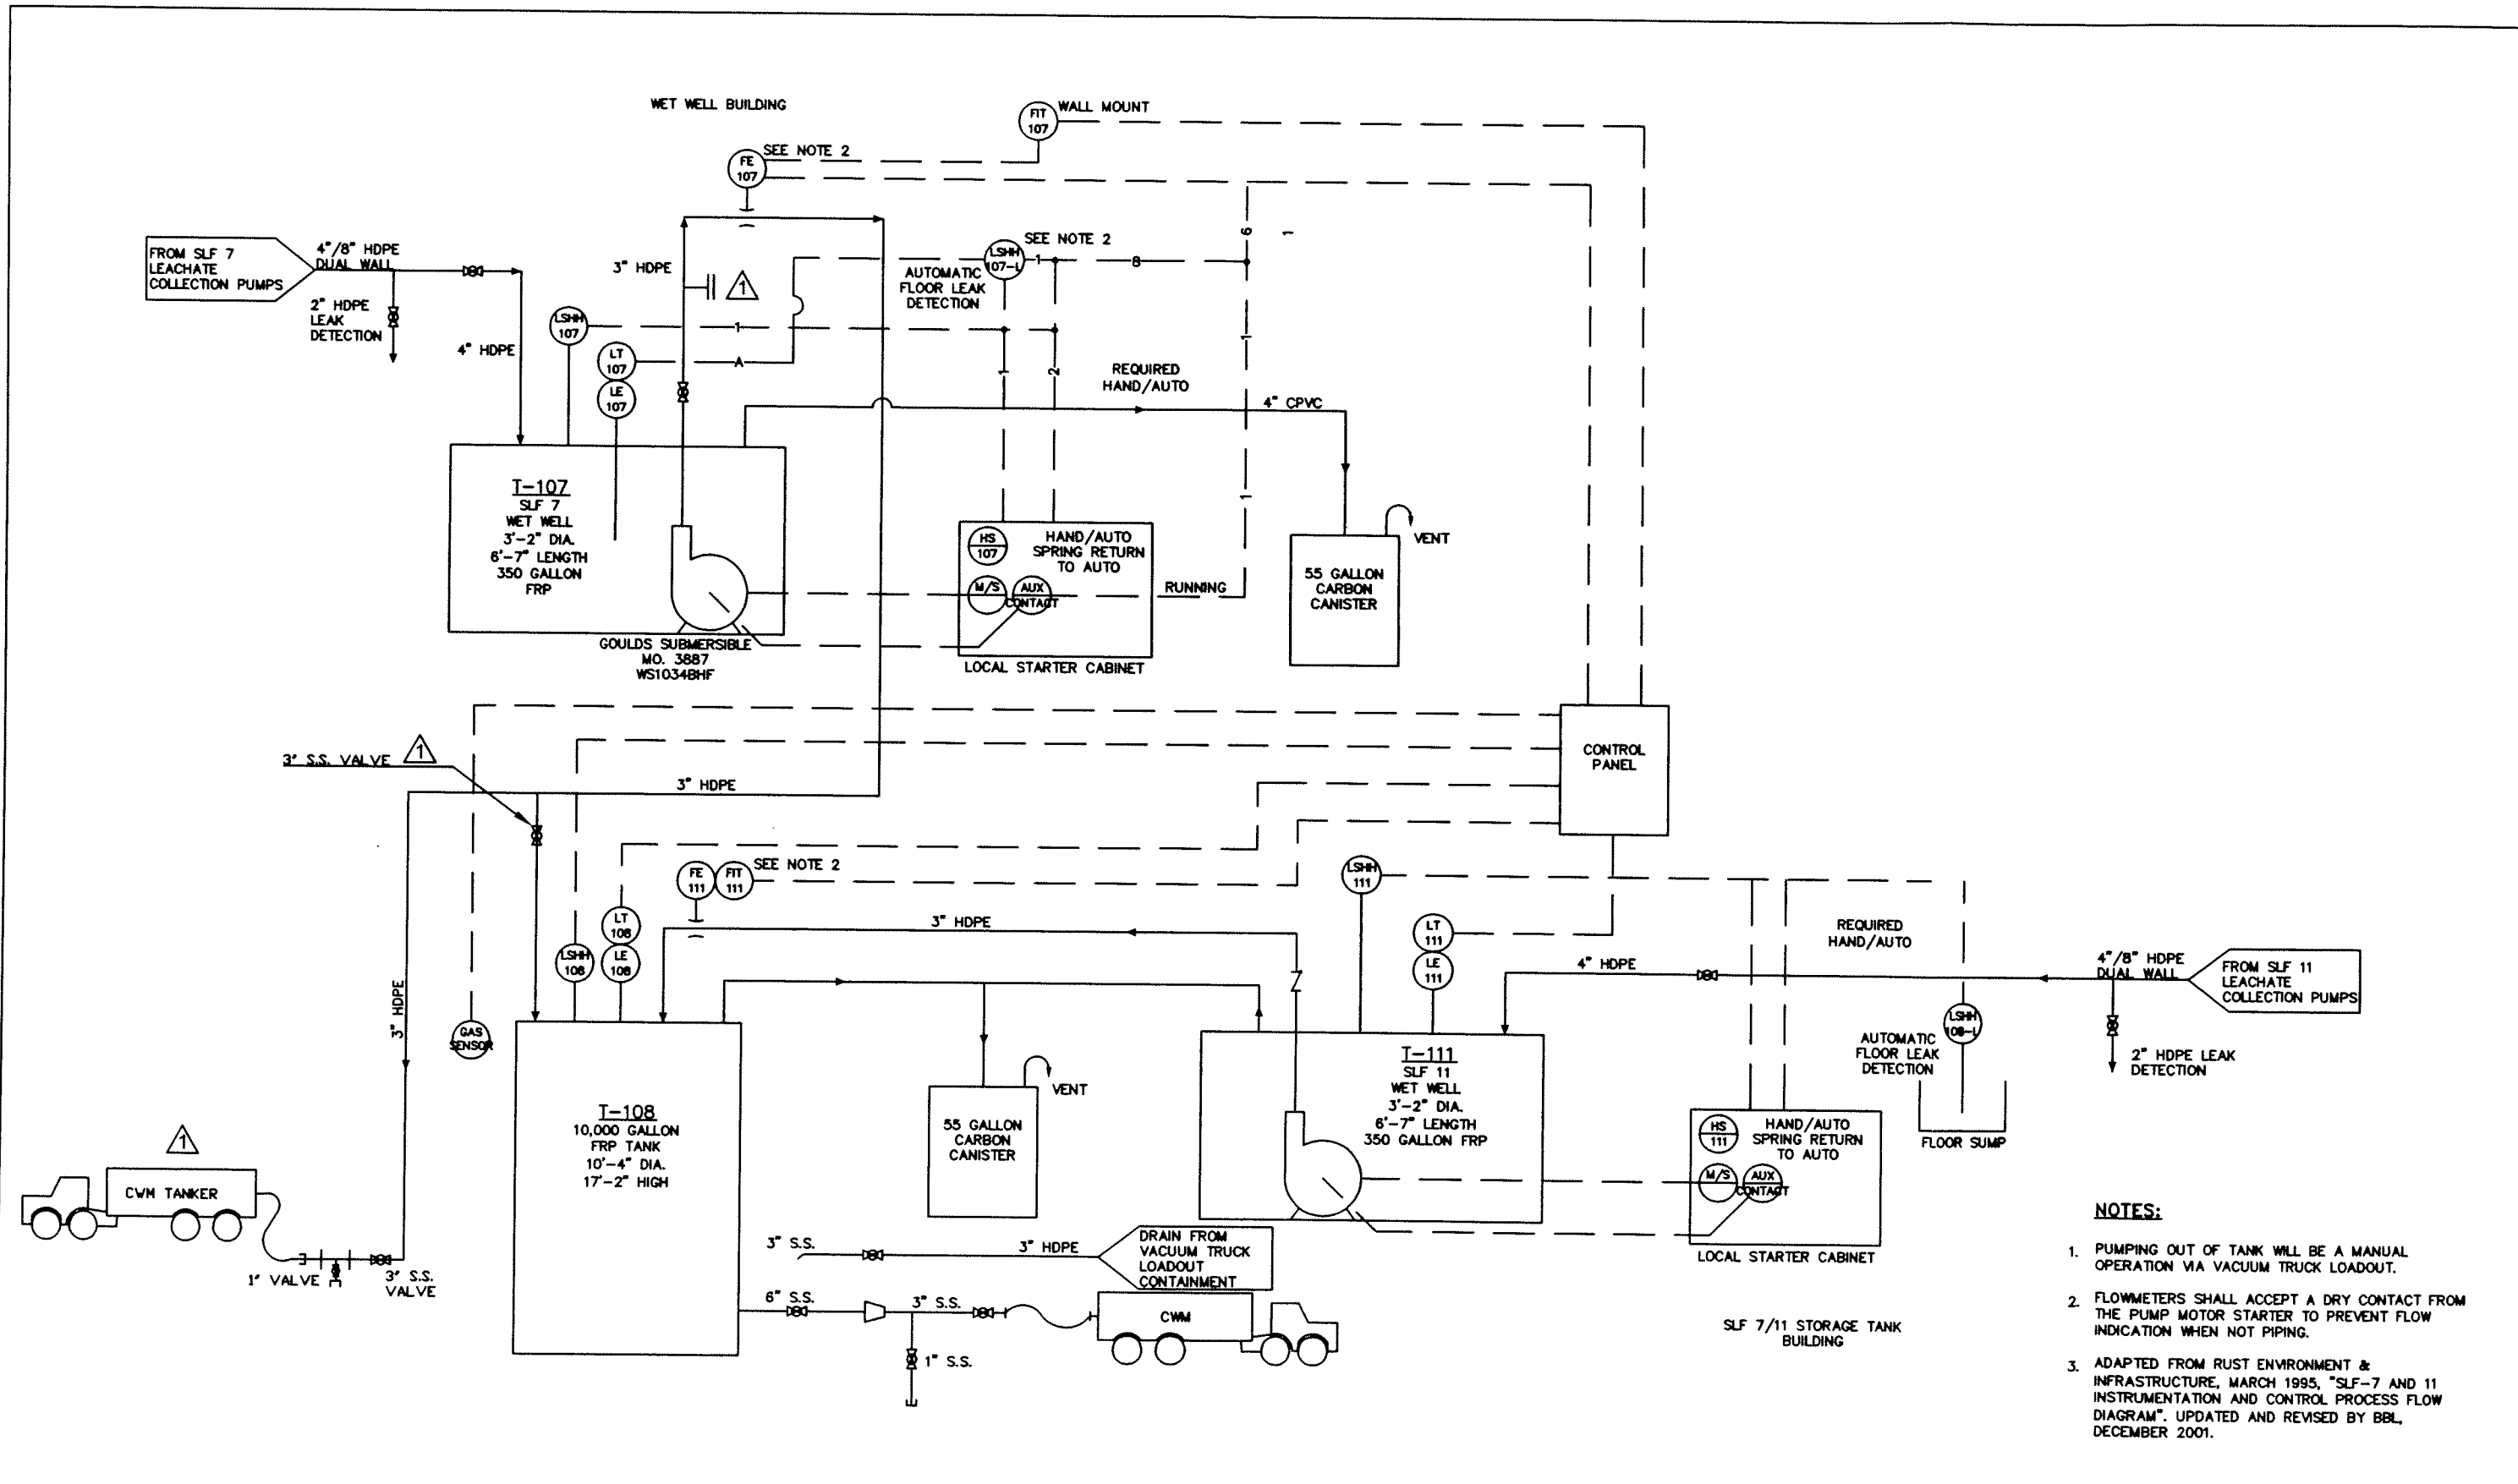 WET WELL BUILDING
FIT
107
WALL MOUNT
FE
107
SEE NOTE 2
FROM SLF 7
LEACHATE
COLLECTION PUMPS
4"/8" HDPE
DUAL WALL
2" HDPE
LEAK
DETECTION
4" HDPE
3" HDPE
1
LSHH
107-L
SEE NOTE 2
1
8
6
1
AUTOMATIC
FLOOR LEAK
DETECTION
LSHH
107
1
LT
107
A
LE
107
1
2
1
1
REQUIRED
HAND/AUTO
4" CPVC
T-107
SLF 7
WET WELL
3'-2" DIA.
6'-7" LENGTH
350 GALLON
FRP
GOULDS SUBMERSIBLE
MO. 3887
WS1034BHF
HS
107
HAND/AUTO
SPRING RETURN
TO AUTO
M/S
AUX
CONTACT
RUNNING
LOCAL STARTER CABINET
55 GALLON
CARBON
CANISTER
VENT
CONTROL
PANEL
3' S.S. VALVE
1
3" HDPE
FE
111
FIT
111
SEE NOTE 2
LT
108
LE
108
LSHH
108
3" HDPE
3" HDPE
GAS
SENSOR
LSHH
111
LT
111
LE
111
4" HDPE
REQUIRED
HAND/AUTO
4"/8" HDPE
DUAL WALL
FROM SLF 11
LEACHATE
COLLECTION PUMPS
2" HDPE LEAK
DETECTION
LSHH
108-L
AUTOMATIC
FLOOR LEAK
DETECTION
FLOOR SUMP
T-108
10,000 GALLON
FRP TANK
10'-4" DIA.
17'-2" HIGH
55 GALLON
CARBON
CANISTER
VENT
T-111
SLF 11
WET WELL
3'-2" DIA.
6'-7" LENGTH
350 GALLON FRP
HS
111
HAND/AUTO
SPRING RETURN
TO AUTO
M/S
AUX
CONTACT
LOCAL STARTER CABINET
1
CWM TANKER
1' VALVE
3' S.S.
VALVE
3" S.S.
3" HDPE
DRAIN FROM
VACUUM TRUCK
LOADOUT
CONTAINMENT
6" S.S.
3" S.S.
CWM
1" S.S.
SLF 7/11 STORAGE TANK
BUILDING
NOTES:
1. PUMPING OUT OF TANK WILL BE A MANUAL
OPERATION VIA VACUUM TRUCK LOADOUT.
2. FLOWMETERS SHALL ACCEPT A DRY CONTACT FROM
THE PUMP MOTOR STARTER TO PREVENT FLOW
INDICATION WHEN NOT PIPING.
3. ADAPTED FROM RUST ENVIRONMENT &
INFRASTRUCTURE, MARCH 1995, "SLF-7 AND 11
INSTRUMENTATION AND CONTROL PROCESS FLOW
DIAGRAM". UPDATED AND REVISED BY BBL,
DECEMBER 2001.